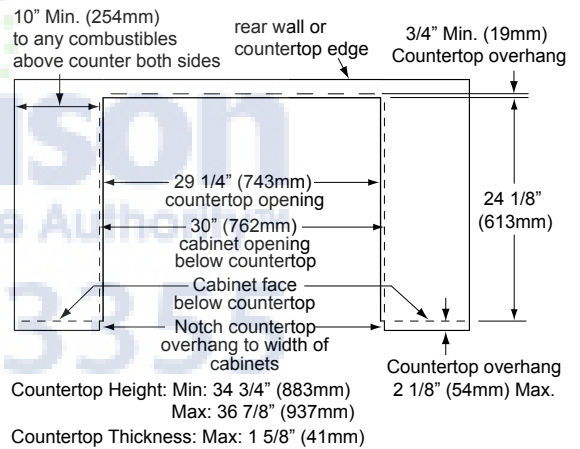 10” Min. (254mm)
to any combustibles
above counter both sides
rear wall or
countertop edge
3/4” Min. (19mm)
Countertop overhang
29 1/4” (743mm)
countertop opening
30” (762mm)
cabinet opening
below countertop
24 1/8”
(613mm)
Cabinet face
below countertop
Notch countertop
overhang to width of
cabinets
Countertop overhang
2 1/8” (54mm) Max.
Countertop Height: Min: 34 3/4” (883mm)
Max: 36 7/8” (937mm)
Countertop Thickness: Max: 1 5/8” (41mm)